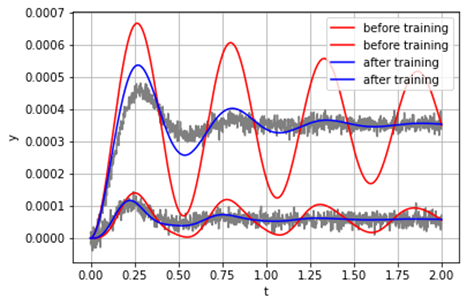 0.0007
0.0006
0.0005
0.0004
0.0003
0.0002
0.0001
0.0000
y
before training
before training
after training
after training
0.00 0.25 0.50 0.75 1.00 1.25 1.50 1.75 2.00
t